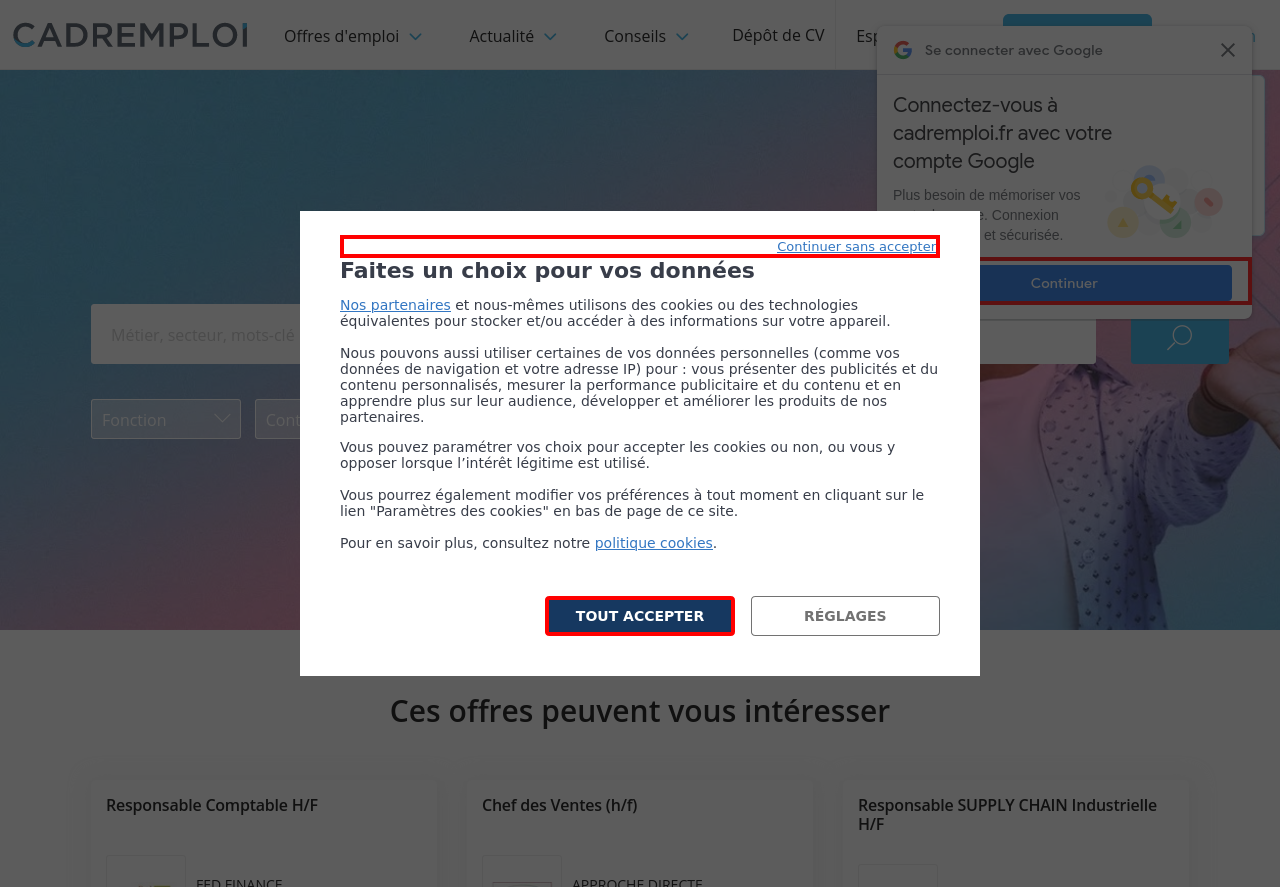 CADREMPLOI
Offres d'emploi
Actualité
Conseils
Dépôt de CV
Se connecter avec Google
Connectez-vous à
cadremploi.fr avec votre
compte Google
Plus besoin de mémoriser vos
Connexion
et sécurisée.
Continuer
Continuer sans accepter
Faites un choix pour vos données
Nos partenaires et nous-mêmes utilisons des cookies ou des technologies
équivalentes pour stocker et/ou accéder à des informations sur votre appareil.
Nous pouvons aussi utiliser certaines de vos données personnelles (comme vos
données de navigation et votre adresse IP) pour : vous présenter des publicités et du
contenu personnalisés, mesurer la performance publicitaire et du contenu et en
apprendre plus sur leur audience, développer et améliorer les produits de nos
partenaires.
Vous pouvez paramétrer vos choix pour accepter les cookies ou non, ou vous y
opposer lorsque l’intérêt légitime est utilisé.
Vous pourrez également modifier vos préférences à tout moment en cliquant sur le
lien "Paramètres des cookies" en bas de page de ce site.
Pour en savoir plus, consultez notre politique cookies.
TOUT ACCEPTER
RÉGLAGES
Métier, secteur, mots-clé
Fonction
Cont
Ces offres peuvent vous intéresser
Responsable Comptable H/F
Chef des Ventes (h/f)
Responsable SUPPLY CHAIN Industrielle
H/F
FED FINANCE
APPROCHE DIRECTE